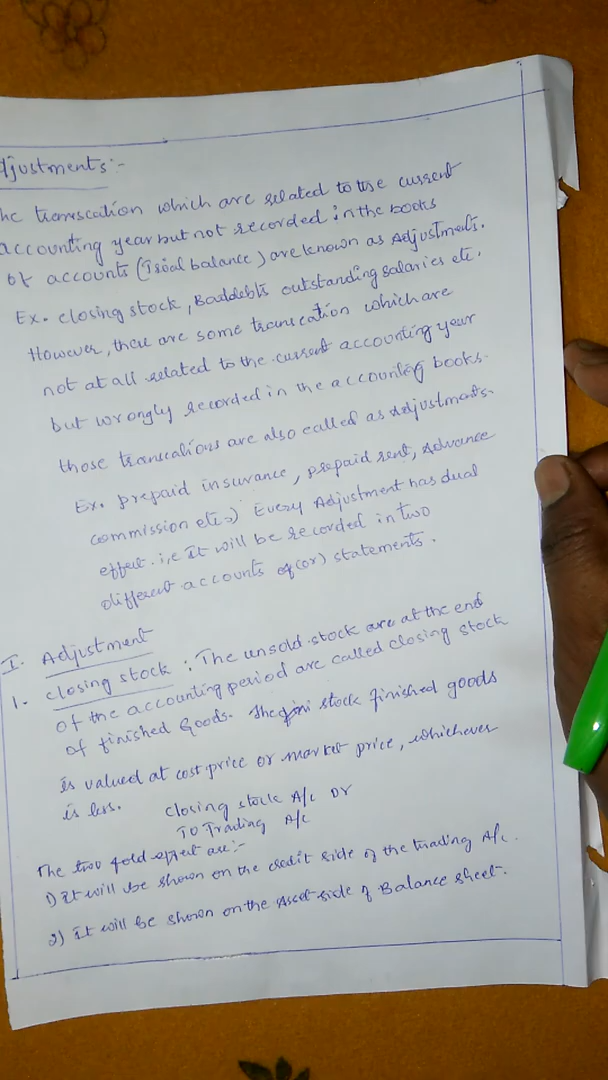 djustments:-
he transcation which are related to the current
accounting year but not recorded in the books
of accounts (Trial balance) are known as Adjustments.
Ex. closing stock, Baddebts outstanding salaries etc.
However, there are some transcation which are
not at all related to the current accounting year
but wrongly recorded in the accounting books.
those transcations are also called as Adjustments.
Ex. prepaid insurance, prepaid rent, Advance
commission etc⇒) Every Adjustment has dual
effect. i,e it will be recorded in two
different accounts of (or) statements.
I. Adjustment
1. closing stock: The unsold stock are at the end
of the accounting period are called closing stock
of finished Goods. The stock finished goods
is valued at cost price or market price, whichever
is less.
closing stock A/c Dr
To Trading A/c
The two fold effect are:-
1) it will be shown on the credit side of the trading A/c.
2) it will be shown on the Asset side of Balance sheet.